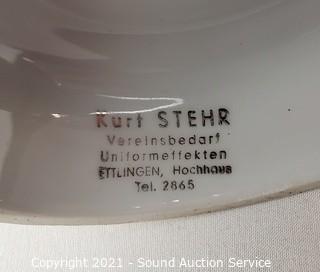 Kurt STEHR
Vereinsbedarf
Uniformeffekten
ETTLINGEN, Hochhaus
Tel. 2865
Copyright 2021 - Sound Auction Service